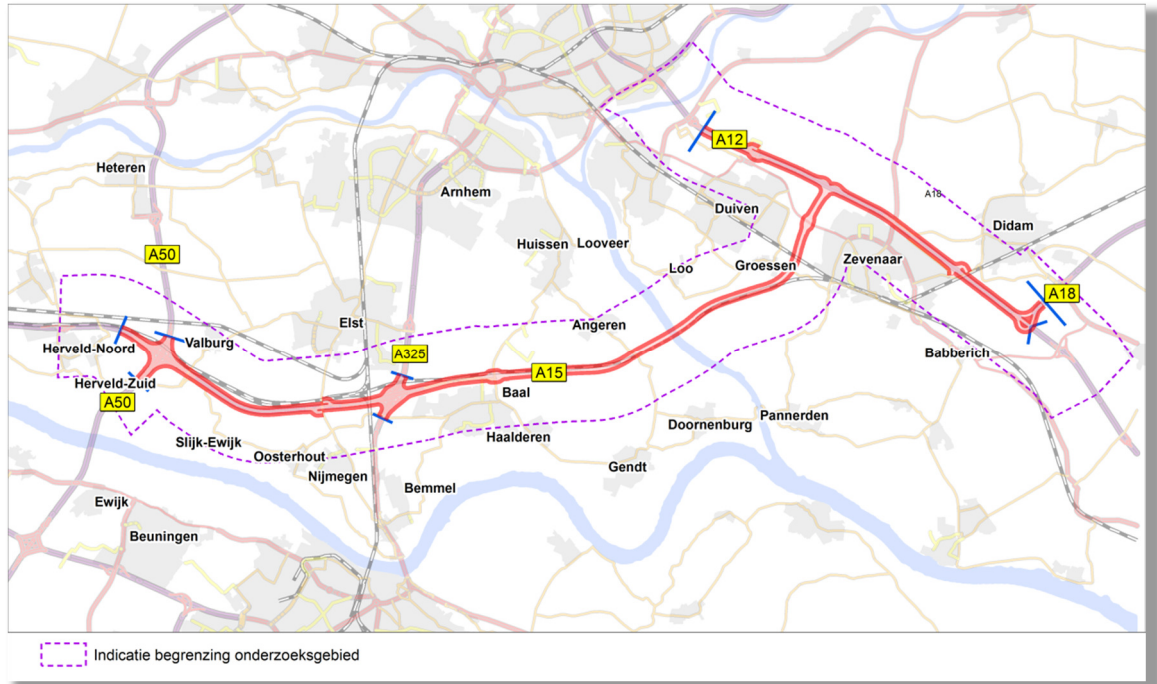 A12
Heteren
Arnhem
A18
Duiven
Didam
Huissen
Looveer
A50
Zevenaar
Loo
Groessen
A18
Elst
Angeren
Valburg
Herveld-Noord
A325
Babberich
A15
Herveld-Zuid
Baal
A50
Pannerden
Doornenburg
Slijk-Ewijk
Haalderen
Oosterhout
Gendt
Nijmegen
Bemmel
Ewijk
Beuningen
Indicatie begrenzing onderzoeksgebied